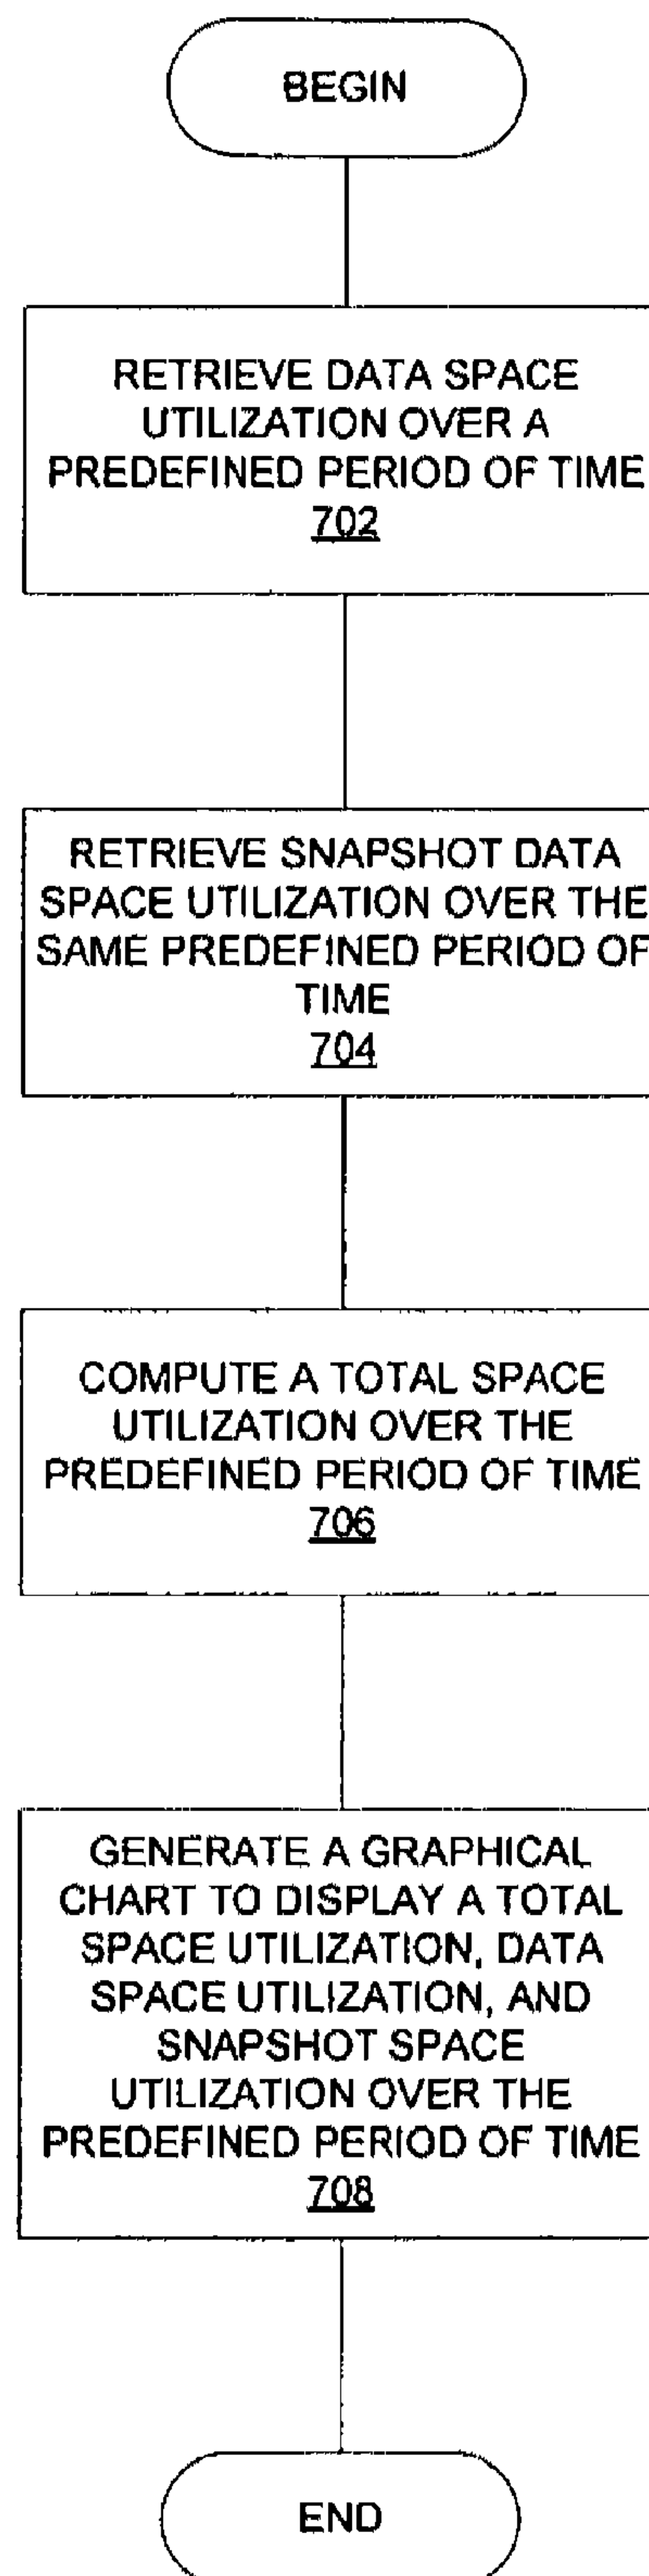 BEGIN
RETRIEVE DATA SPACE
UTILIZATION OVER A
PREDEFINED PERIOD OF TIME
702
RETRIEVE SNAPSHOT DATA
SPACE UTILIZATION OVER THE
SAME PREDEFINED PERIOD OF
TIME
704
COMPUTE A TOTAL SPACE
UTILIZATION OVER THE
PREDEFINED PERIOD OF TIME
706
GENERATE A GRAPHICAL
CHART TO DISPLAY A TOTAL
SPACE UTILIZATION, DATA
SPACE UTILIZATION, AND
SNAPSHOT SPACE
UTILIZATION OVER THE
PREDEFINED PERIOD OF TIME
708
END